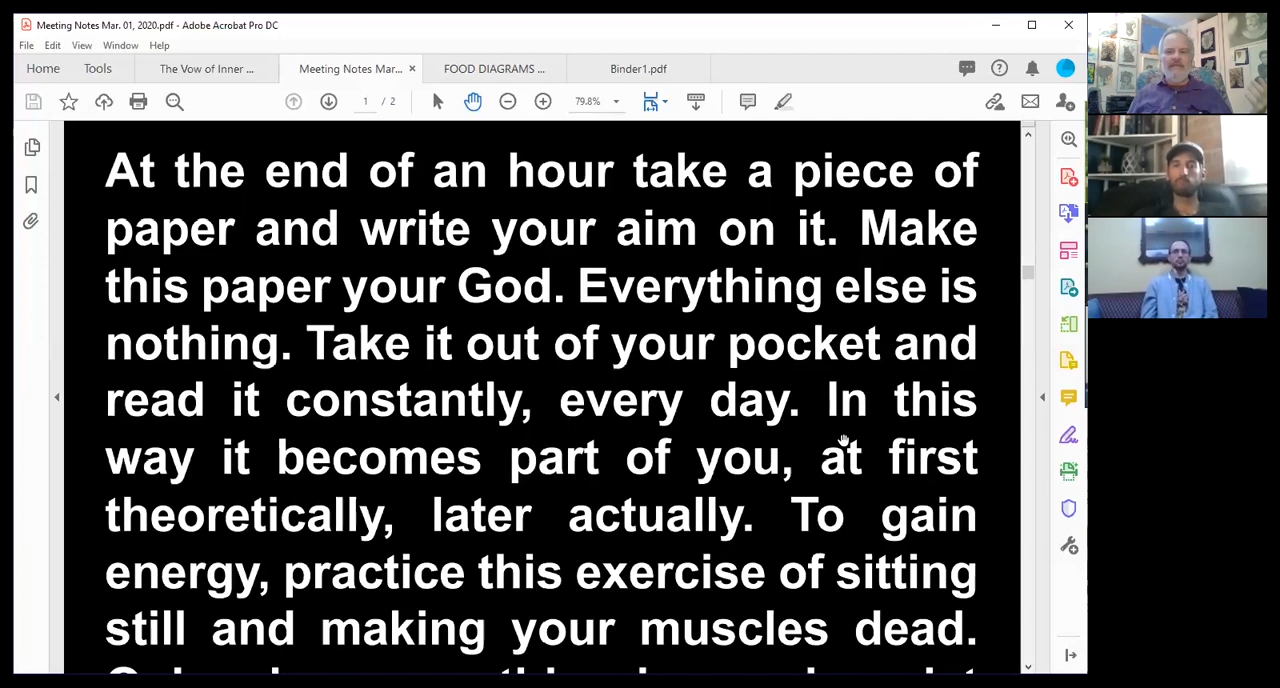 Meeting Notes Mar. 01, 2020.pdf - Adobe Acrobat Pro DC
File Edit View Window Help
Home Tools The Vow of Inner ... Meeting Notes Mar... × FOOD DIAGRAMS ... Binder1.pdf
1 / 2 79.8%
At the end of an hour take a piece of
paper and write your aim on it. Make
this paper your God. Everything else is
nothing. Take it out of your pocket and
read it constantly, every day. In this
way it becomes part of you, at first
theoretically, later actually. To gain
energy, practice this exercise of sitting
still and making your muscles dead.